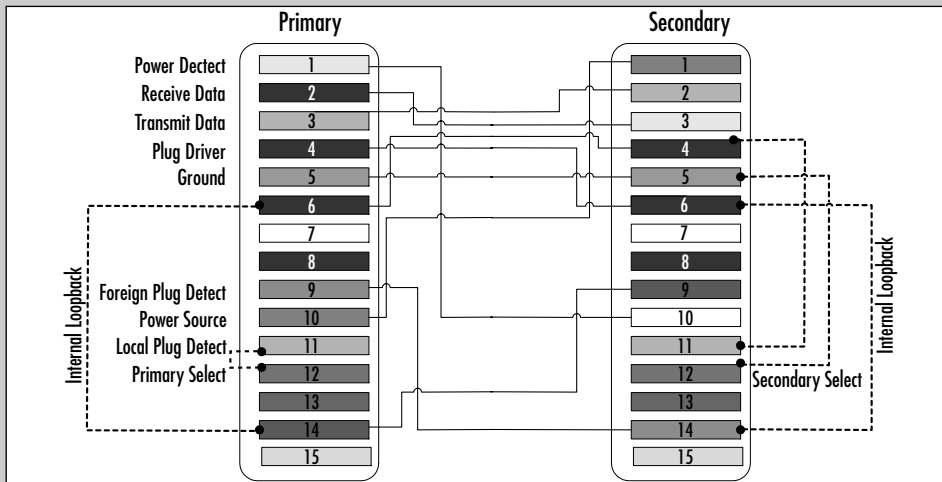 Primary Secondary
Power Dectect 1 1
Receive Data 2 2
Transmit Data 3 3
Plug Driver 4 4
Ground 5 5
6 6
7 7
8 8
Foreign Plug Detect 9 9
Power Source 10 10
Local Plug Detect 11 11
Primary Select 12 12 Secondary Select
13 13
14 14
15 15
Internal Loopback
Internal Loopback